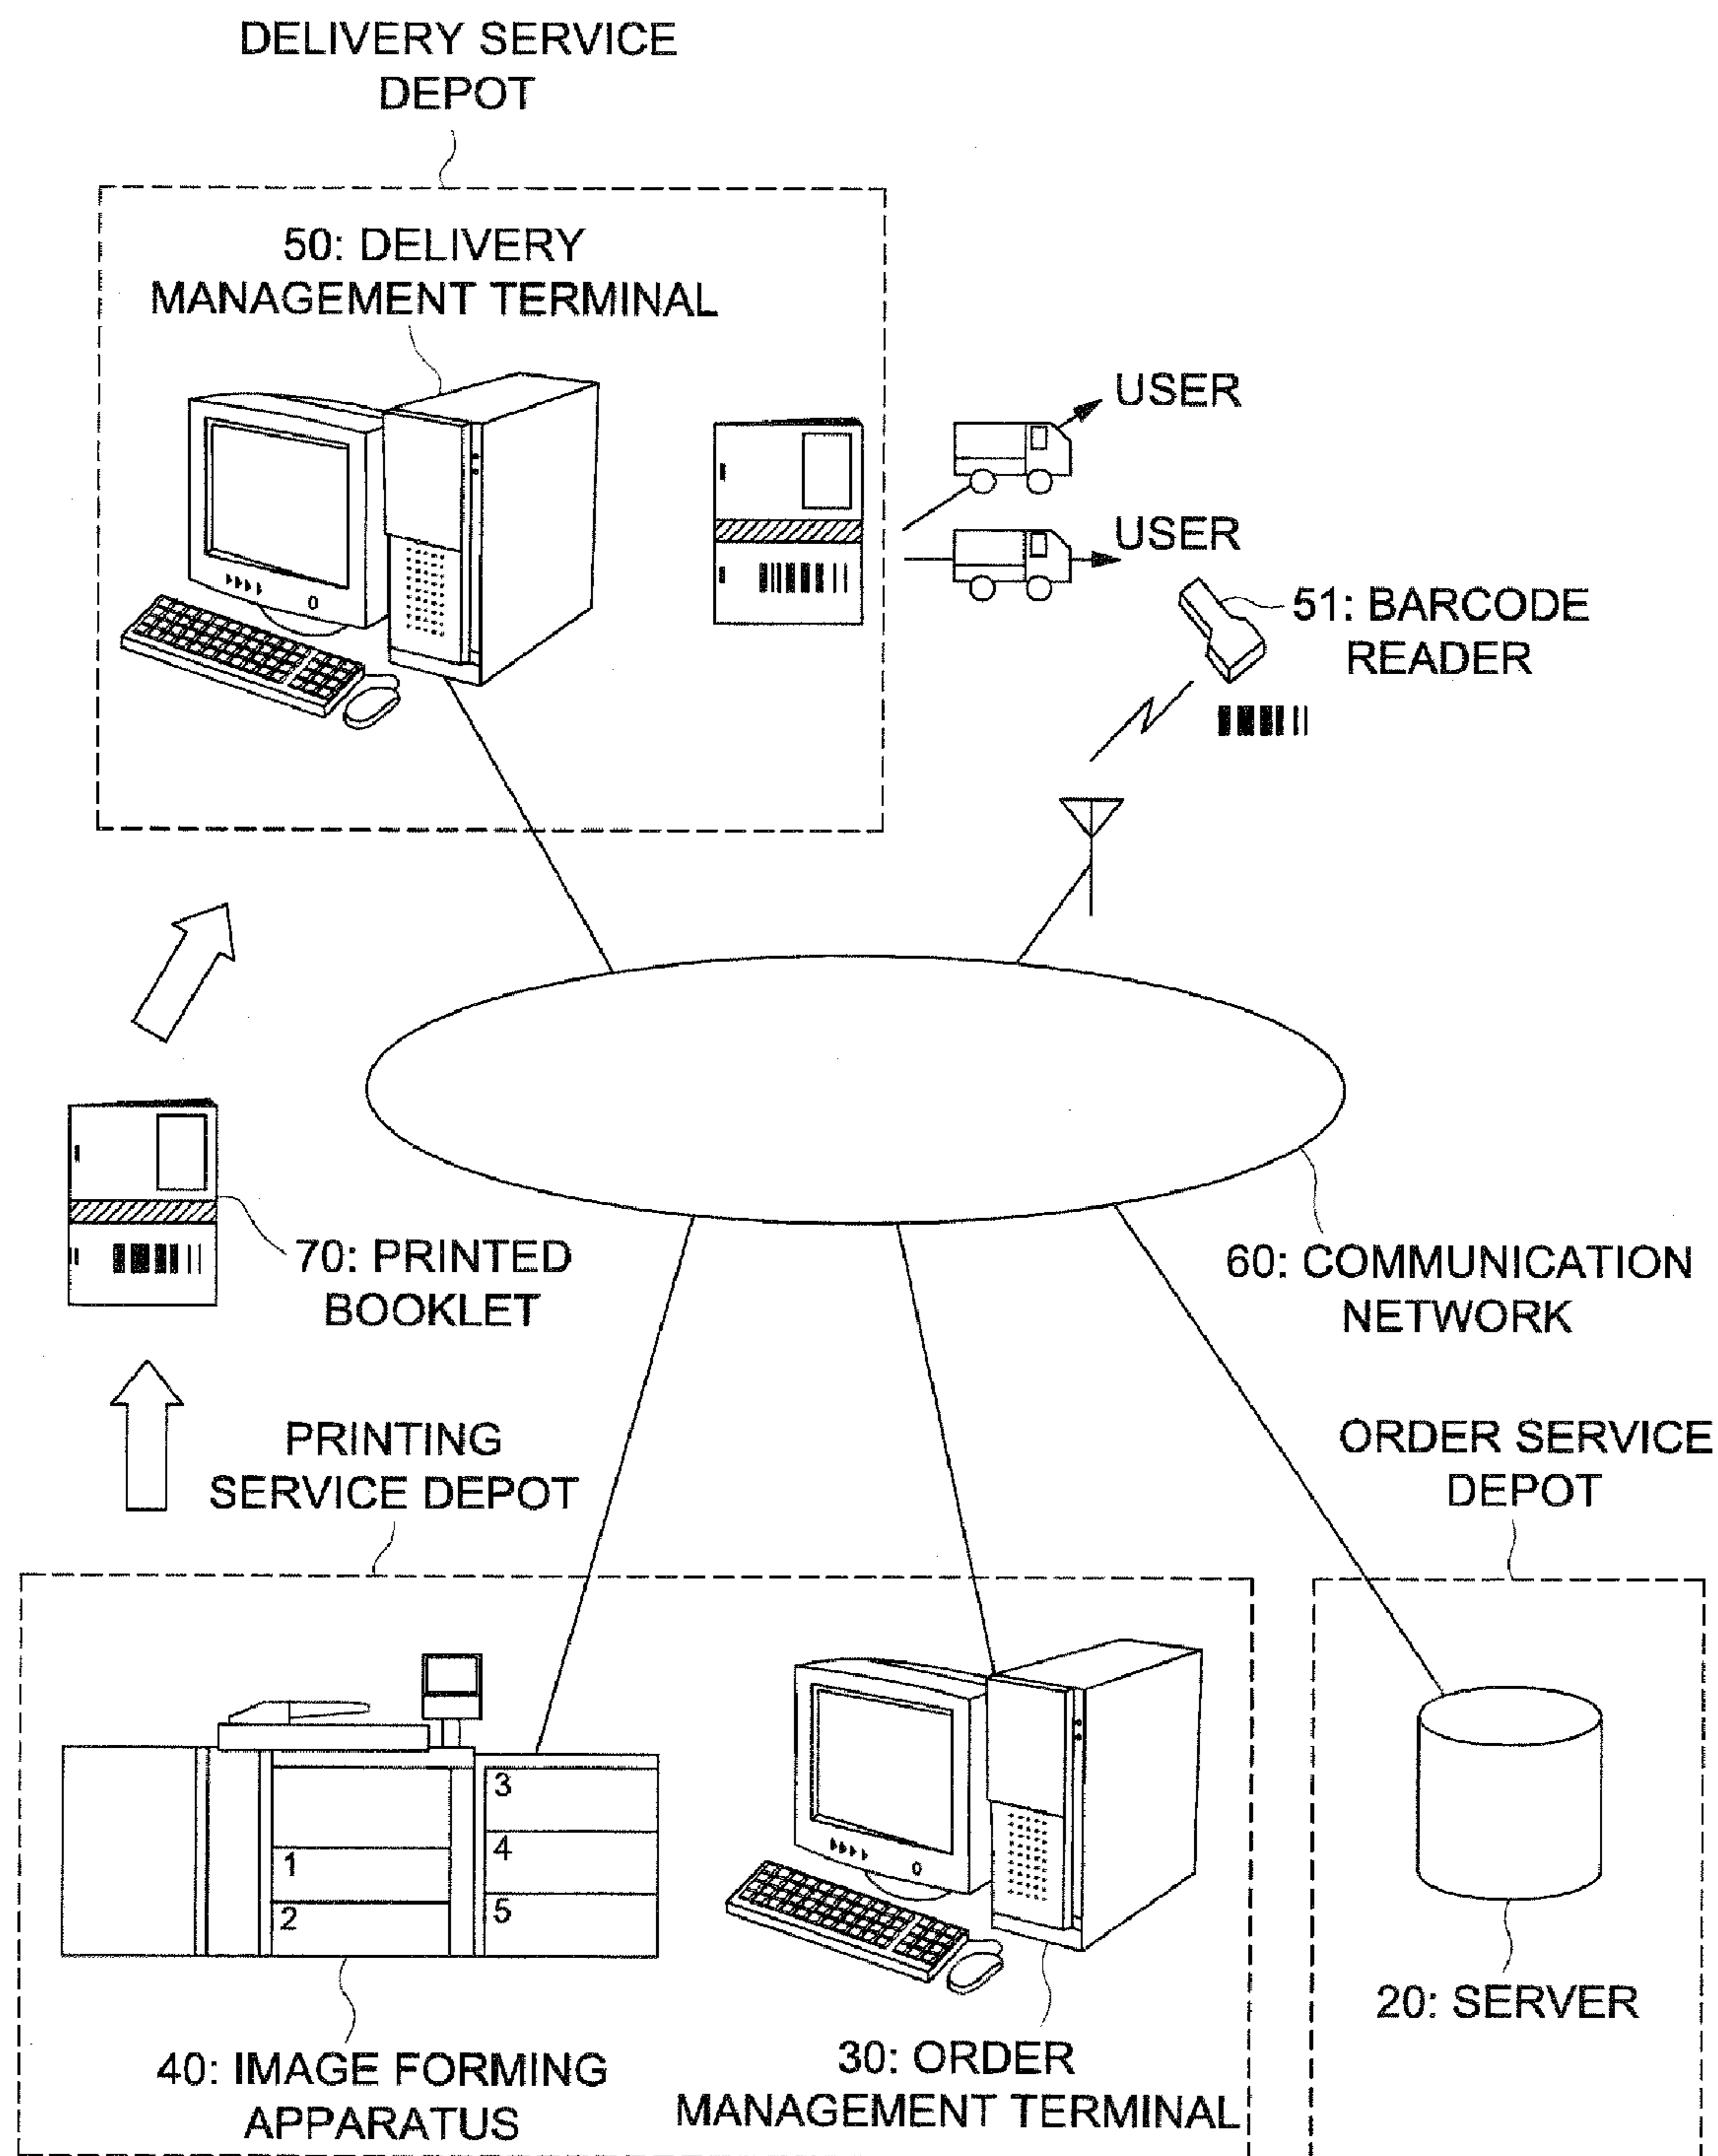 DELIVERY SERVICE
DEPOT
50: DELIVERY
MANAGEMENT TERMINAL
USER
USER
51: BARCODE
READER
70: PRINTED
BOOKLET
60: COMMUNICATION
NETWORK
PRINTING
SERVICE DEPOT
ORDER SERVICE
DEPOT
3
4
5
1
2
40: IMAGE FORMING
APPARATUS
30: ORDER
MANAGEMENT TERMINAL
20: SERVER